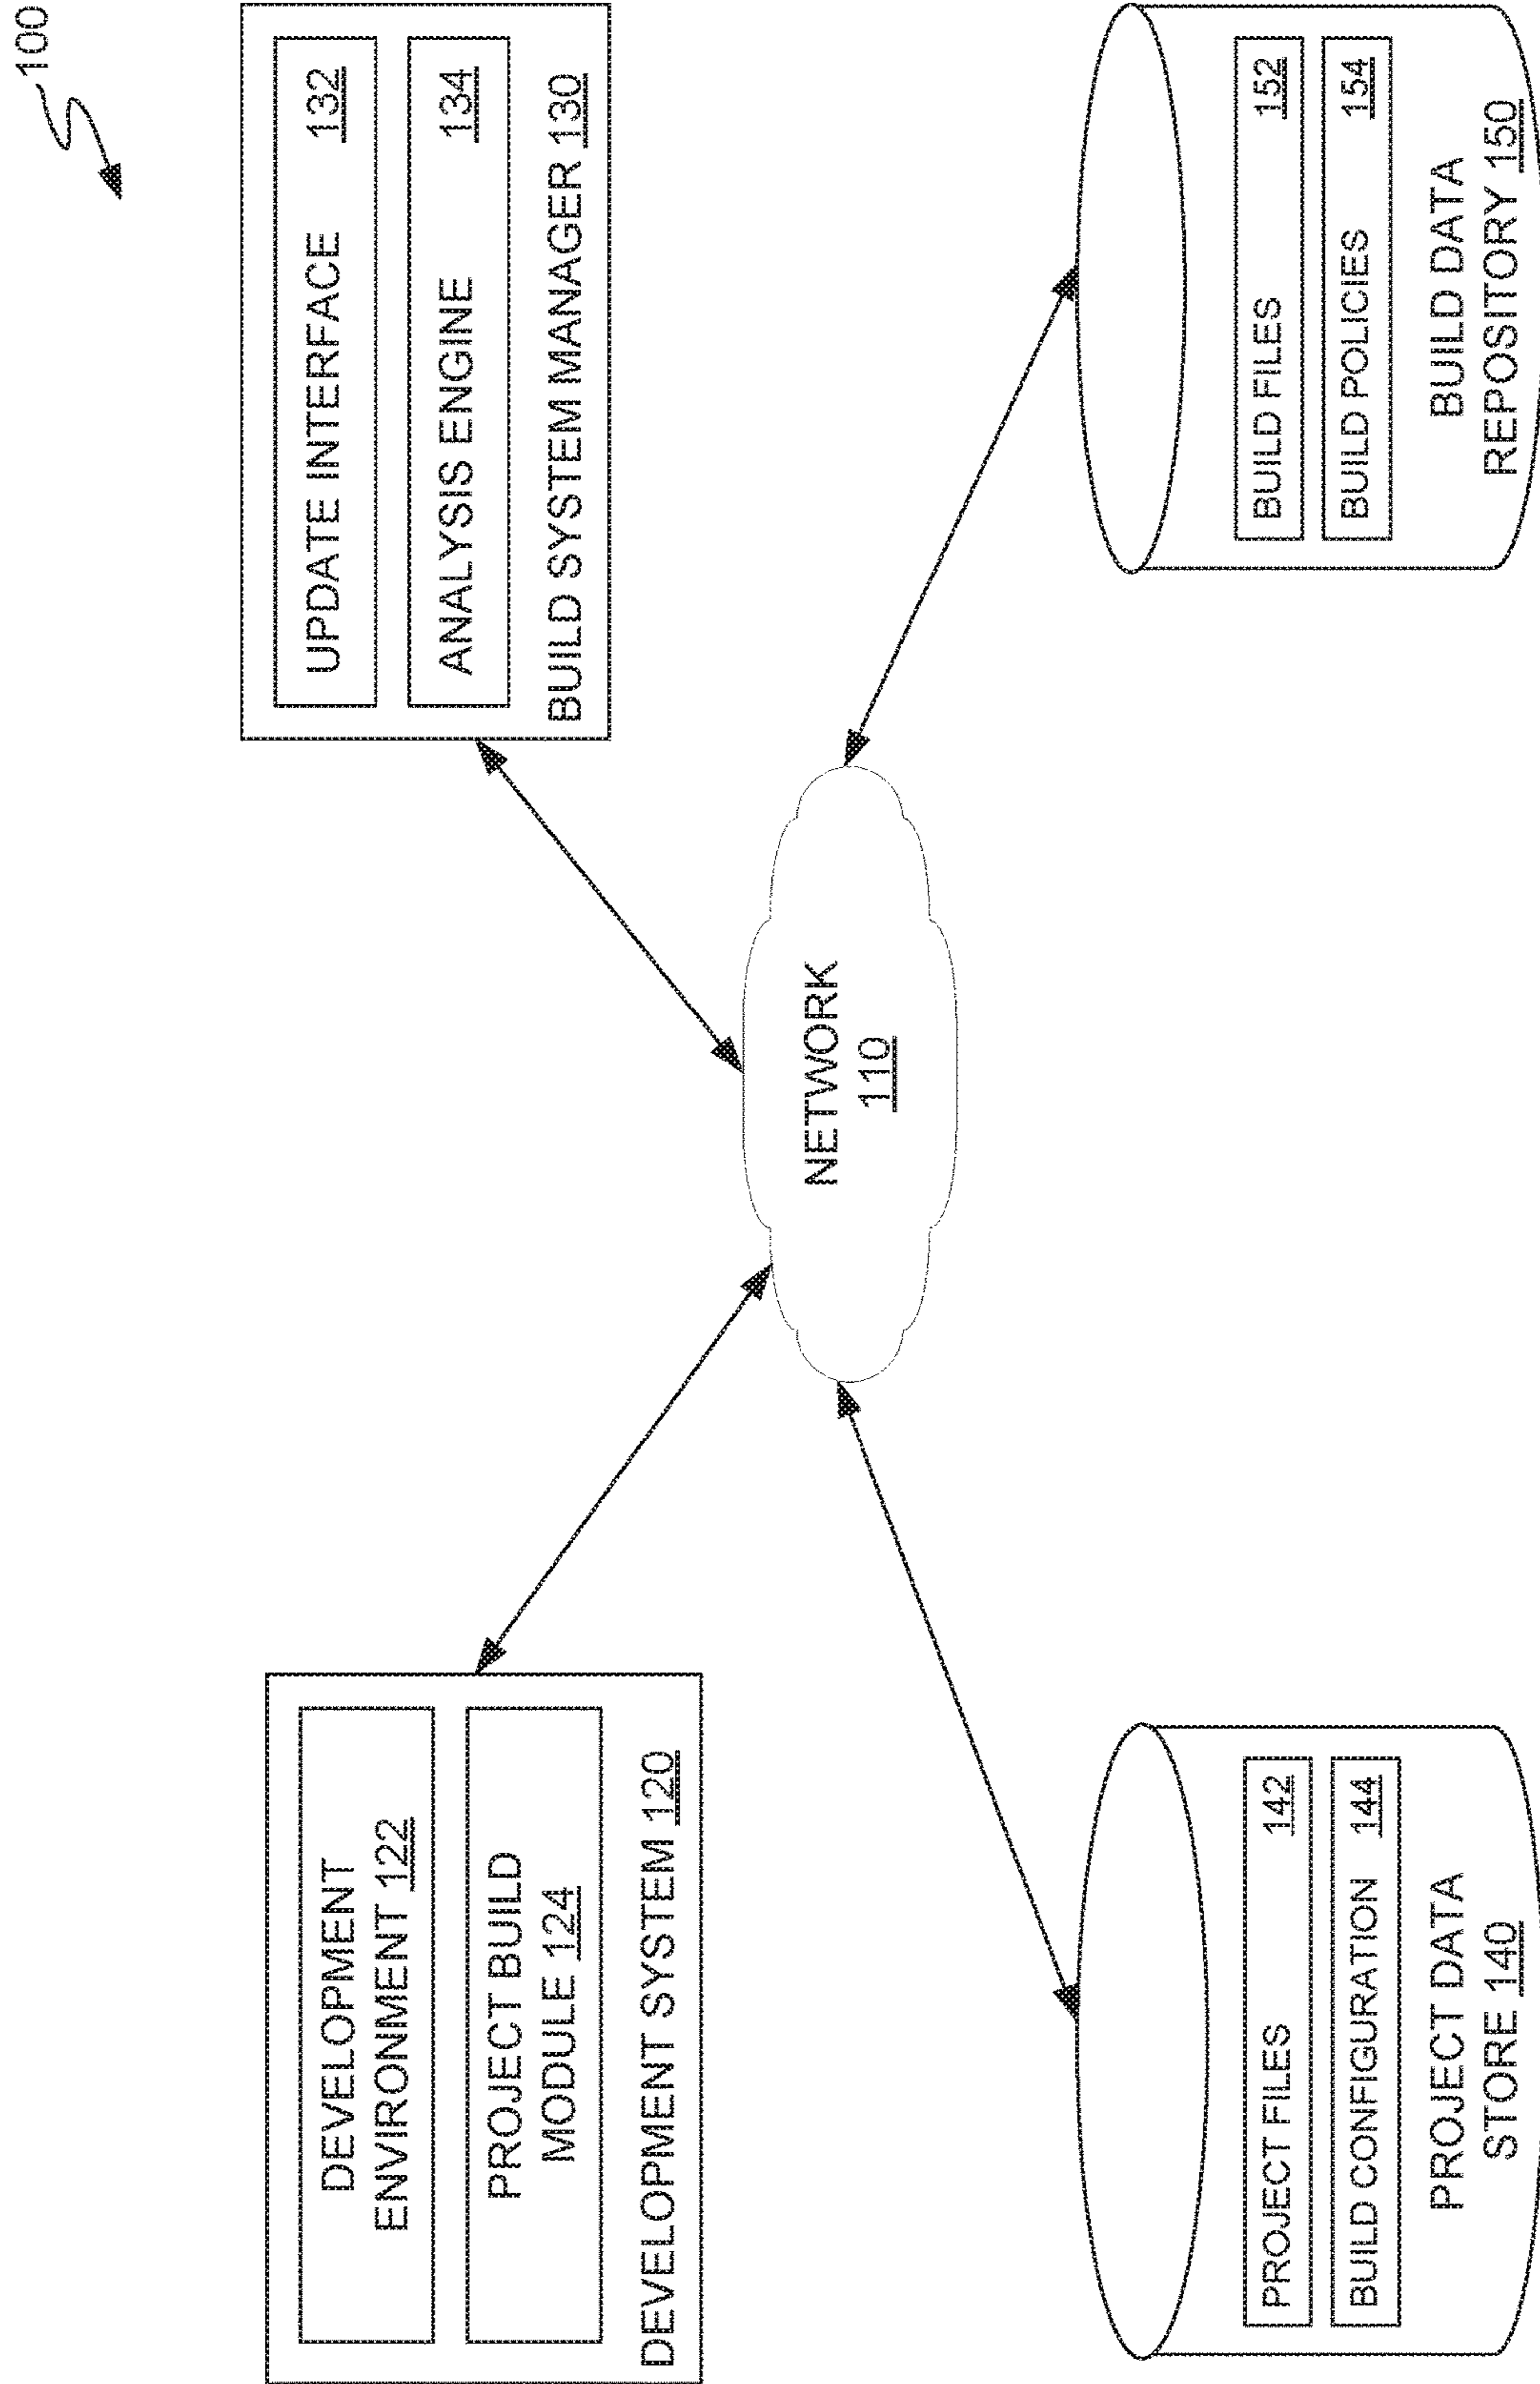 100
DEVELOPMENT
ENVIRONMENT 122
PROJECT BUILD
MODULE 124
DEVELOPMENT SYSTEM 120
UPDATE INTERFACE 132
ANALYSIS ENGINE 134
BUILD SYSTEM MANAGER 130
NETWORK
110
PROJECT FILES 142
BUILD CONFIGURATION 144
PROJECT DATA
STORE 140
BUILD FILES 152
BUILD POLICIES 154
BUILD DATA
REPOSITORY 150